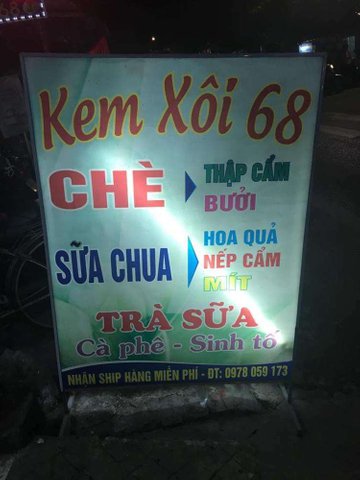 Kem Xôi 68
CHÈ
THẬP CẨM
BƯỞI
SỮA CHUA
HOA QUẢ
NẾP CẨM
MÍT
TRÀ SỮA
Cà phê - Sinh tố
NHẬN SHIP HÀNG MIỄN PHÍ - ĐT: 0978 059 173